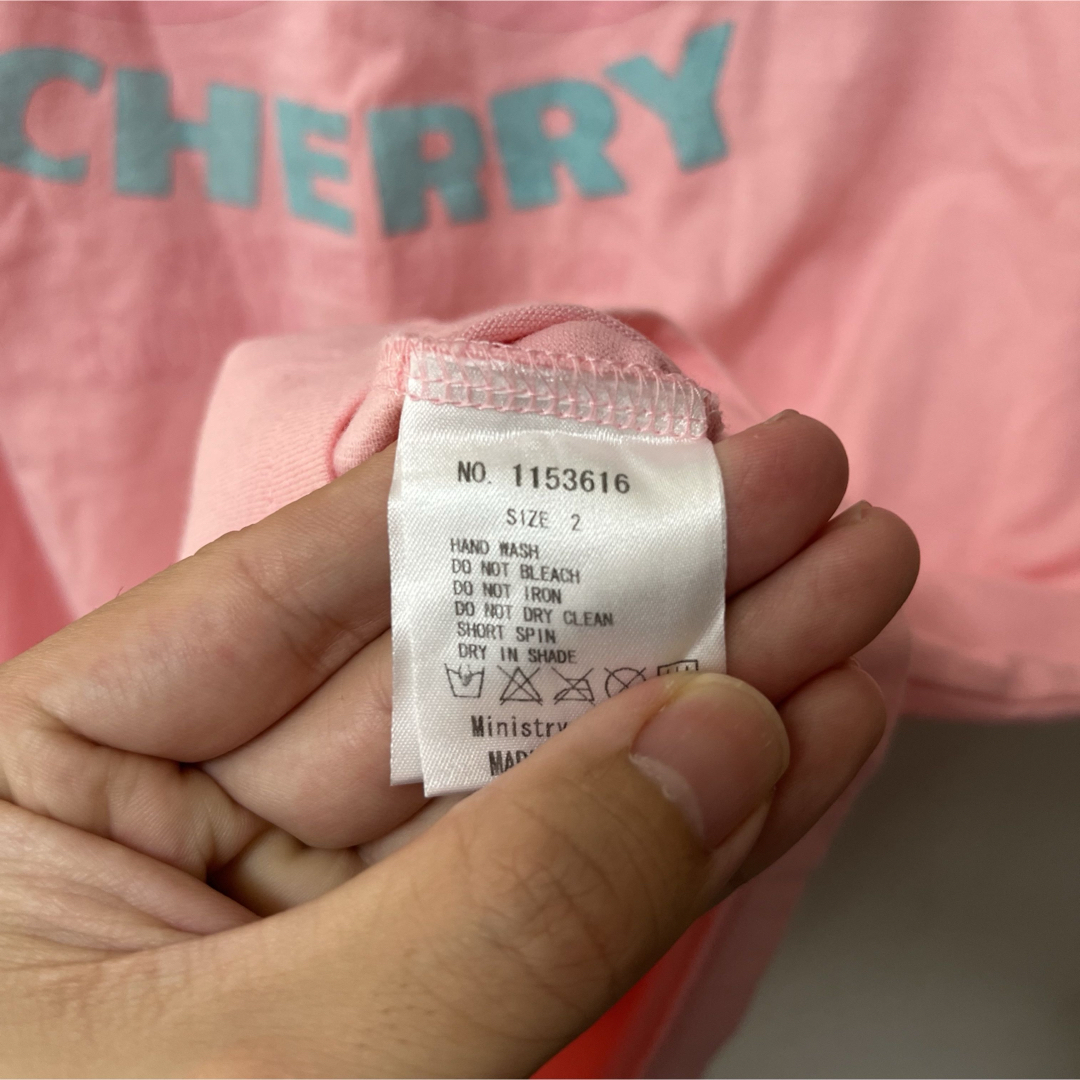 CHERRY
NO. 1153616
SIZE 2
HAND WASH
DO NOT BLEACH
DO NOT IRON
DO NOT DRY CLEAN
SHORT SPIN
DRY IN SHADE
Ministry